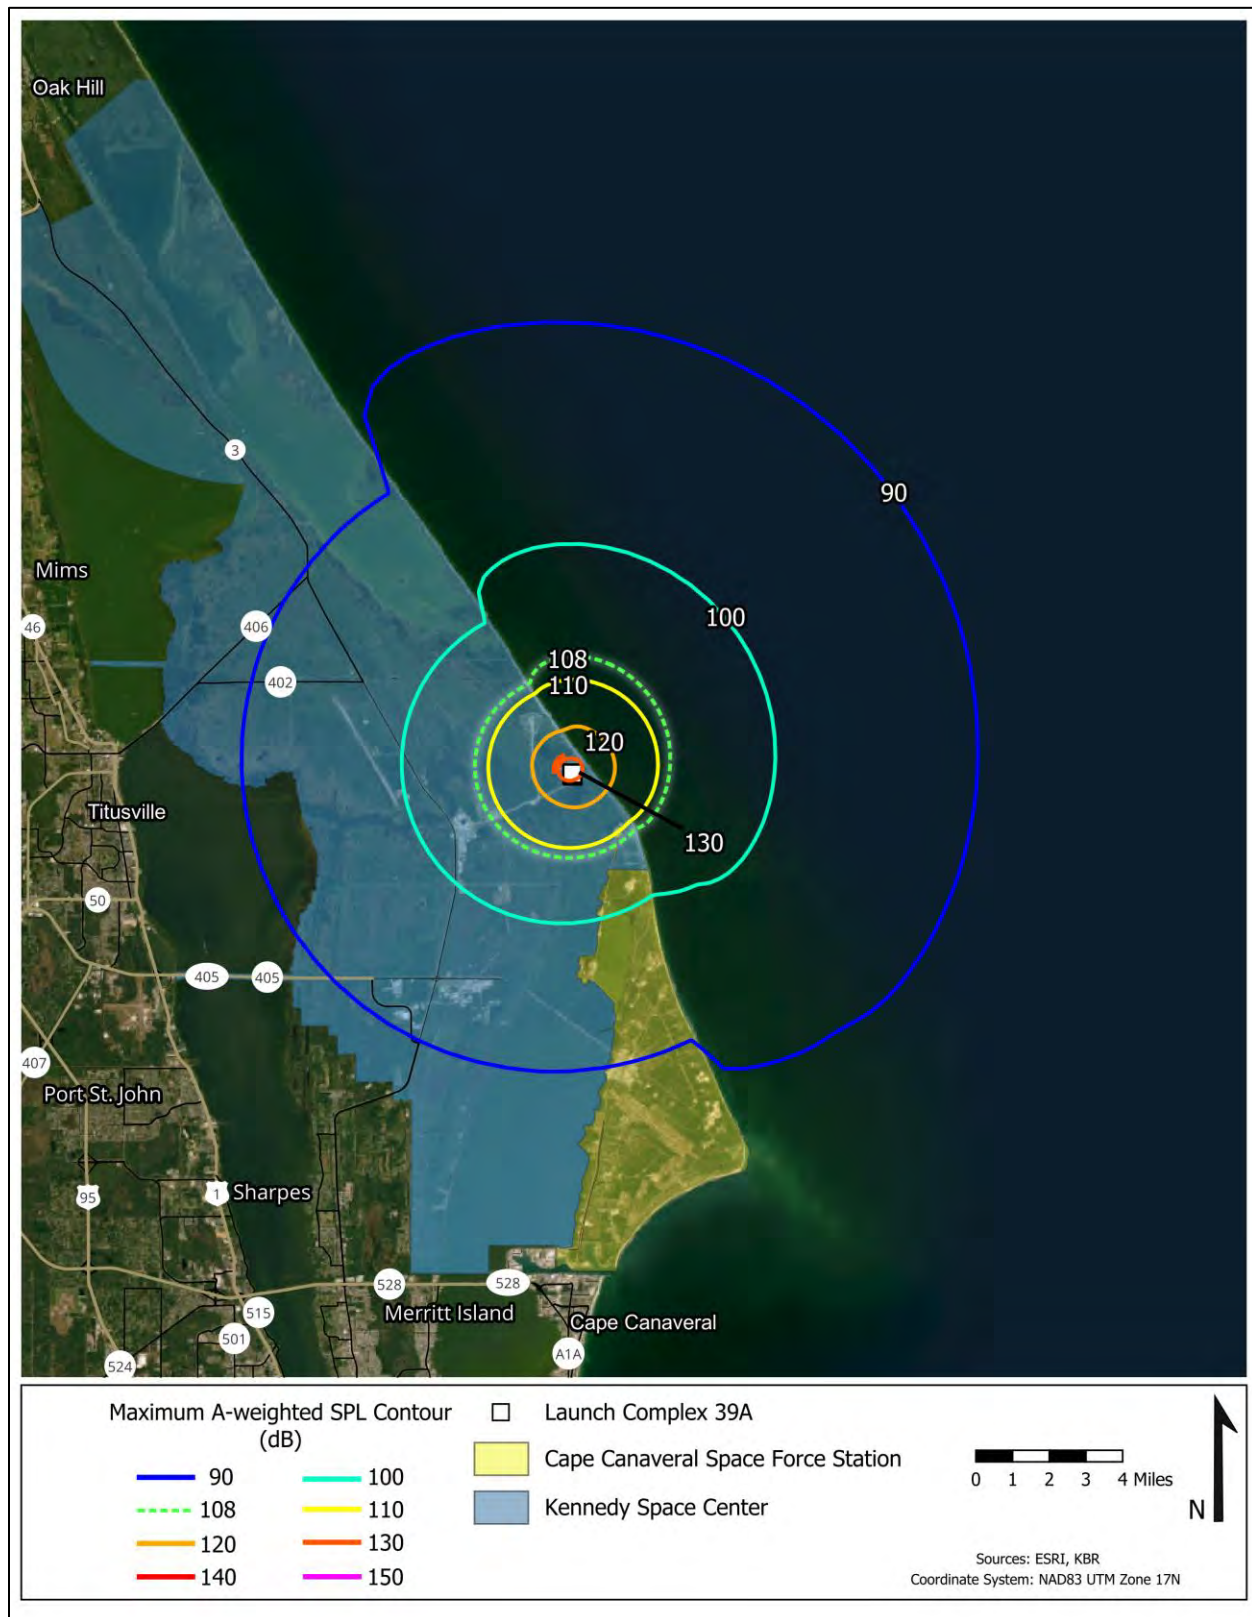 Oak Hill
3
90
Mims
46
406
100
108
110
402
120
Titusville
130
50
405
405
407
Port St. John
95
1
Sharpes
528
528
515
Merritt Island
Cape Canaveral
501
A1A
524
Maximum A-weighted SPL Contour
(dB)
90
100
108
110
120
130
140
150
Launch Complex 39A
Cape Canaveral Space Force Station
Kennedy Space Center
0 1 2 3 4 Miles
N
Sources: ESRI, KBR
Coordinate System: NAD83 UTM Zone 17N